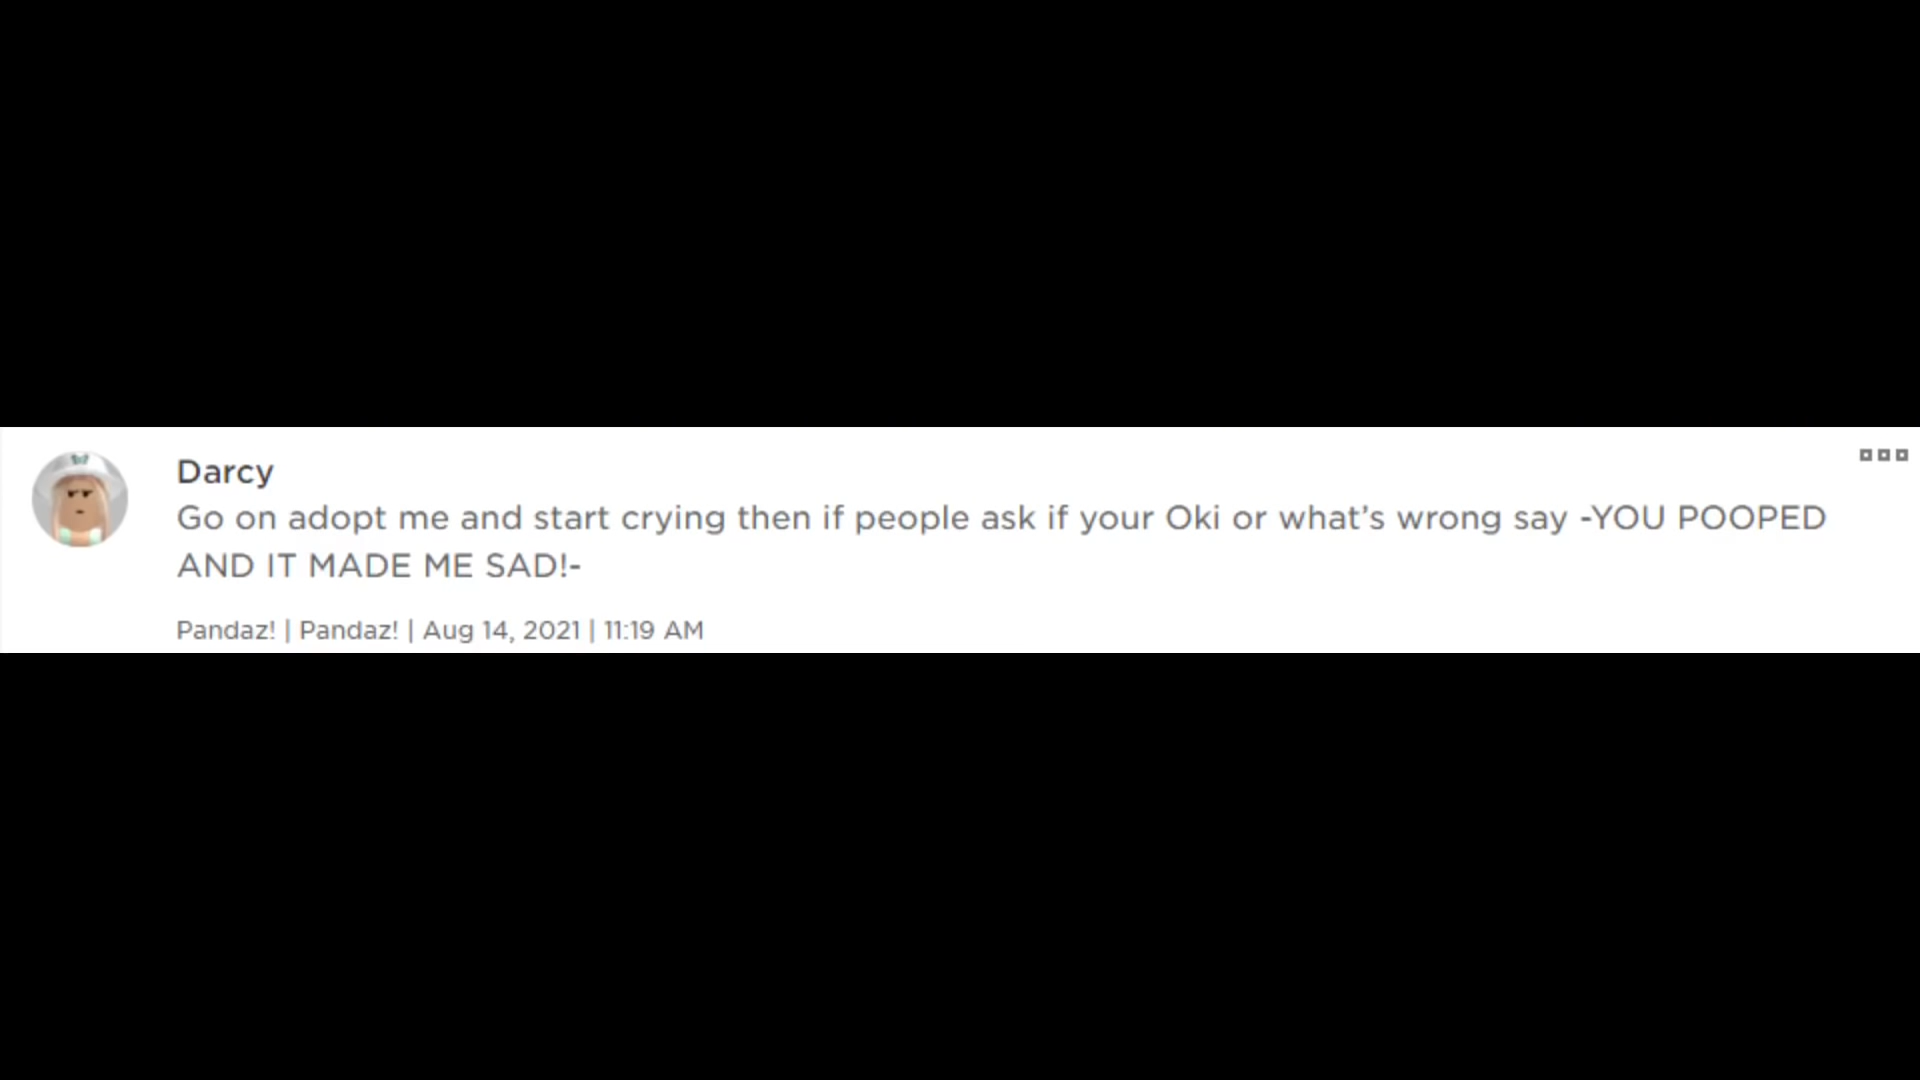 Darcy
Go on adopt me and start crying then if people ask if your Oki or what’s wrong say -YOU POOPED
AND IT MADE ME SAD!-
Pandaz! | Pandaz! | Aug 14, 2021 | 11:19 AM